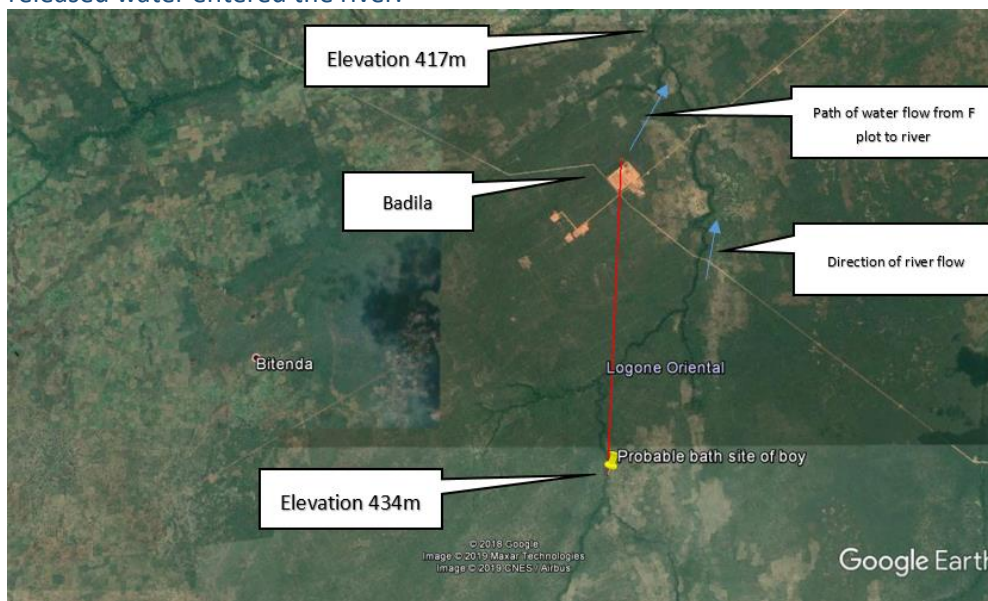 released water entered the river.
Elevation 417m
Path of water flow from F
plot to river
Badila
Direction of river flow
Bitenda
Logone Oriental
Probable bath site of boy
Elevation 434m
© 2018 Google
Image © 2019 Maxar Technologies
Image © 2019 CNES / Airbus
Google Earth